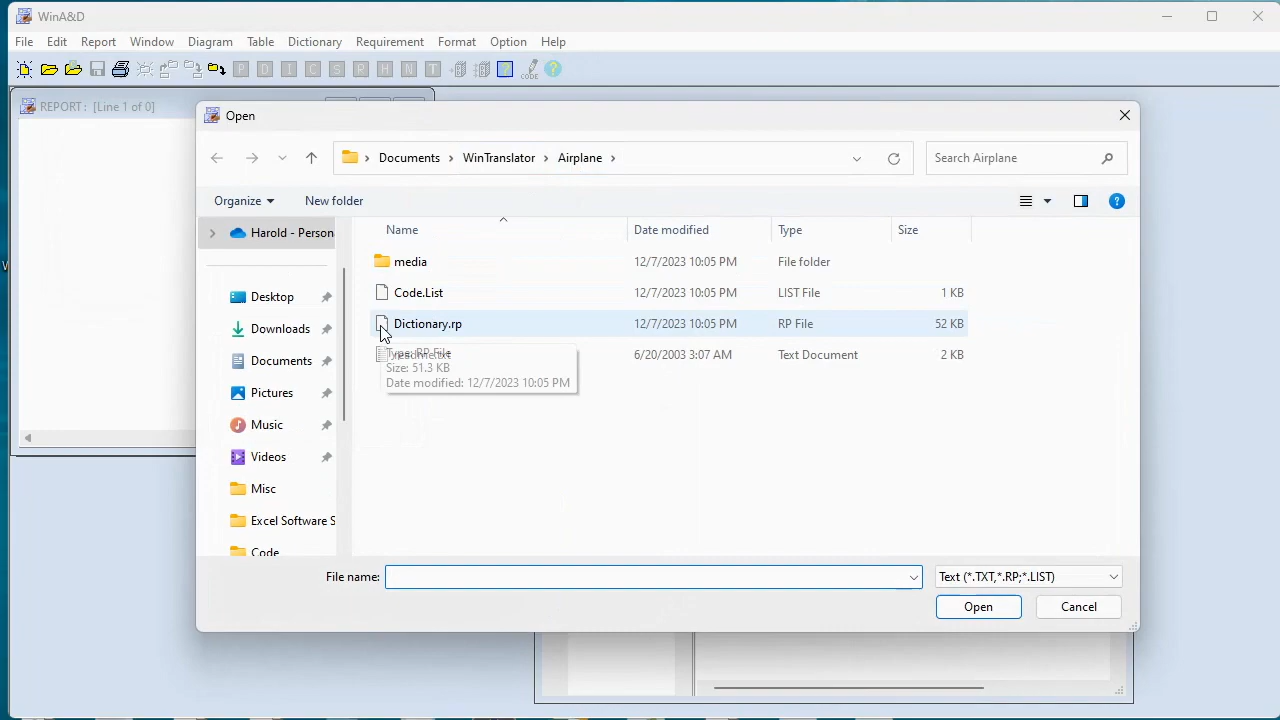 WinA&D
File Edit Report Window Diagram Table Dictionary Requirement Format Option Help
P D I C S R H N T CODE ?
REPORT: [Line 1 of 0]
Open
Documents > WinTranslator > Airplane >
Search Airplane
Organize New folder
Harold - Person
Name Date modified Type Size
media 12/7/2023 10:05 PM File folder
Code.List 12/7/2023 10:05 PM LIST File 1 KB
Dictionary.rp 12/7/2023 10:05 PM RP File 52 KB
6/20/2003 3:07 AM Text Document 2 KB
Type: RP File
Size: 51.3 KB
Date modified: 12/7/2023 10:05 PM
Desktop
Downloads
Documents
Pictures
Music
Videos
Misc
Excel Software S
Code
File name:
Text (*.TXT,*.RP;*.LIST)
Open Cancel